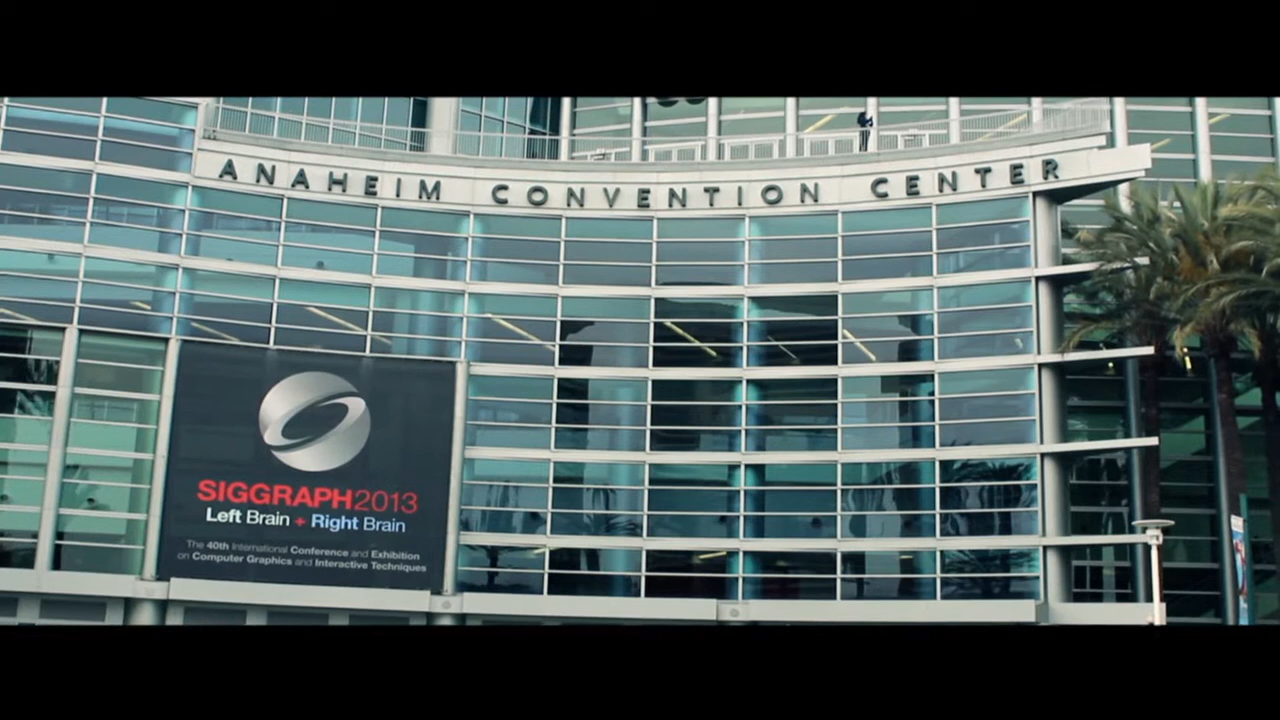 ANAHEIM CONVENTION CENTER
SIGGRAPH2013
Left Brain + Right Brain
The 40th International Conference and Exhibition
on Computer Graphics and Interactive Techniques